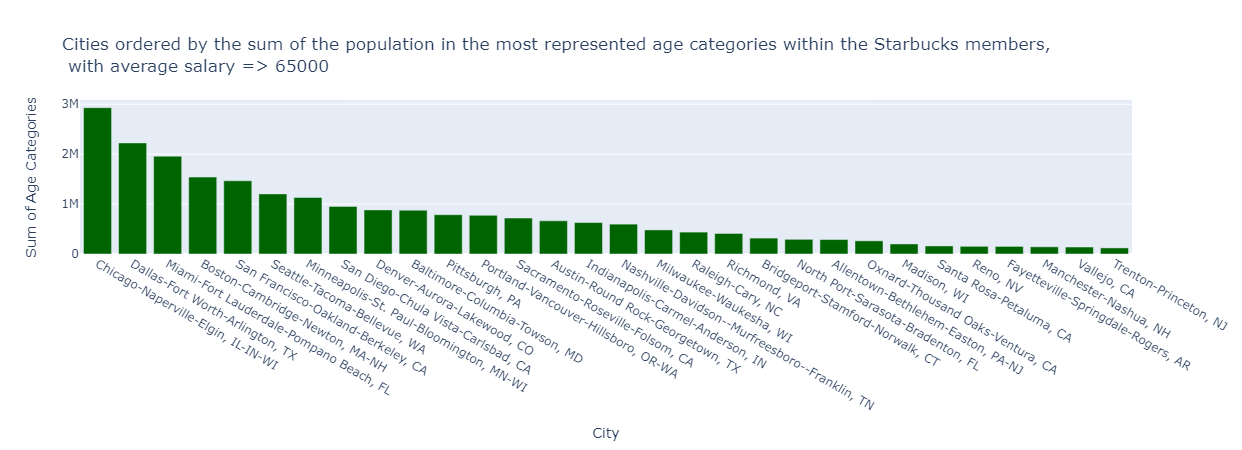 Cities ordered by the sum of the population in the most represented age categories within the Starbucks members,
with average salary => 65000
Sum of Age Categories
3M
2M
1M
0
Chicago-Naperville-Elgin, IL-IN-WI
Dallas-Fort Worth-Arlington, TX
Miami-Fort Lauderdale-Pompano Beach, FL
Boston-Cambridge-Newton, MA-NH
San Francisco-Oakland-Berkeley, CA
Seattle-Tacoma-Bellevue, WA
Minneapolis-St. Paul-Bloomington, MN-WI
San Diego-Chula Vista-Carlsbad, CA
Denver-Aurora-Lakewood, CO
Baltimore-Columbia-Towson, MD
Pittsburgh, PA
Portland-Vancouver-Hillsboro, OR-WA
Sacramento-Roseville-Folsom, CA
Austin-Round Rock-Georgetown, TX
Indianapolis-Carmel-Anderson, IN
Nashville-Davidson--Murfreesboro--Franklin, TN
Milwaukee-Waukesha, WI
Raleigh-Cary, NC
Richmond, VA
Bridgeport-Stamford-Norwalk, CT
North Port-Sarasota-Bradenton, FL
Allentown-Bethlehem-Easton, PA-NJ
Oxnard-Thousand Oaks-Ventura, CA
Madison, WI
Santa Rosa-Petaluma, CA
Reno, NV
Fayetteville-Springdale-Rogers, AR
Manchester-Nashua, NH
Vallejo, CA
Trenton-Princeton, NJ
City